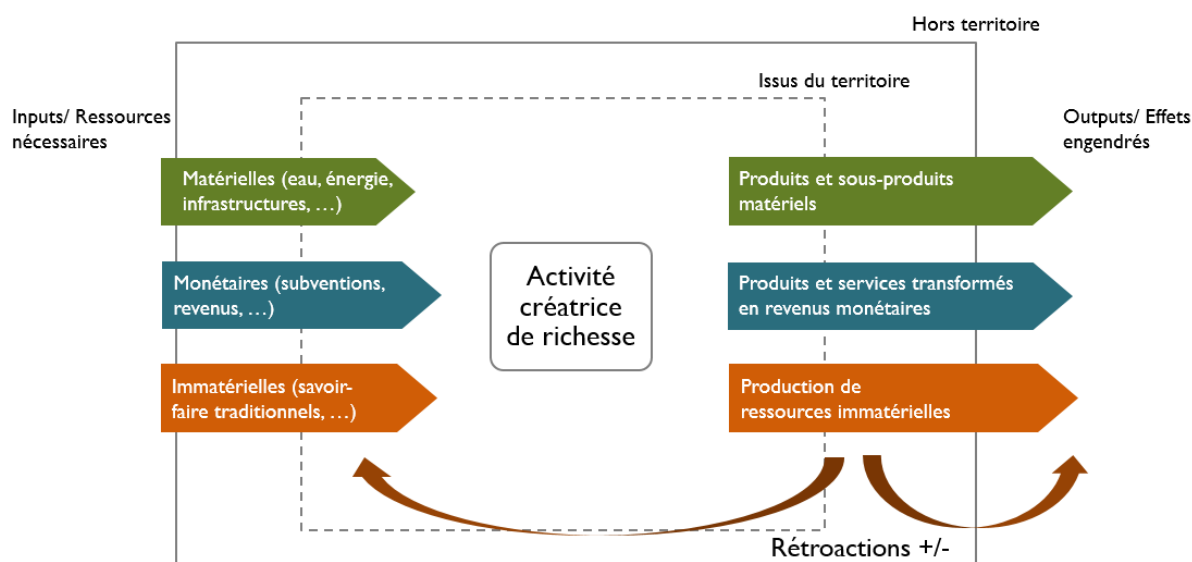 Hors territoire
Issus du territoire
Inputs/ Ressources
nécessaires
Outputs/ Effets
engendrés
Matérielles (eau, énergie,
infrastructures, …)
Produits et sous-produits
matériels
Monétaires (subventions,
revenus, …)
Activité
créatrice
de richesse
Produits et services transformés
en revenus monétaires
Immatérielles (savoir-
faire traditionnels, …)
Production de
ressources immatérielles
Rétroactions +/-